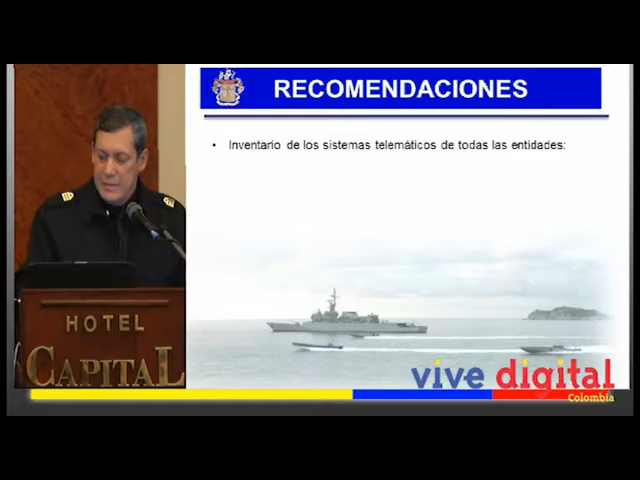 RECOMENDACIONES
• Inventario de los sistemas telemáticos de todas las entidades:
HOTEL
CAPITAL
vive digital
Colombia